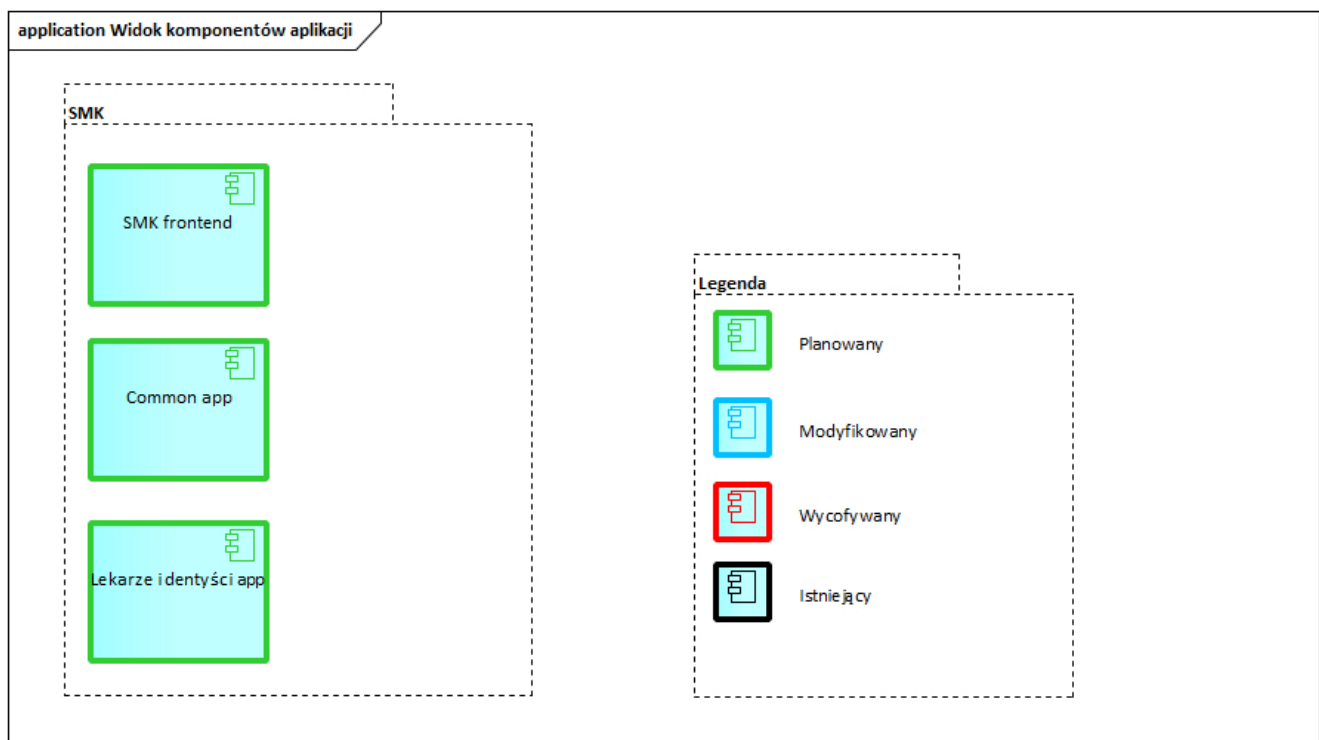 application Widok komponentów aplikacji
SMK
SMK frontend
Common app
Lekarze i dentyści app
Legenda
Planowany
Modyfikowany
Wycofywany
Istniejący